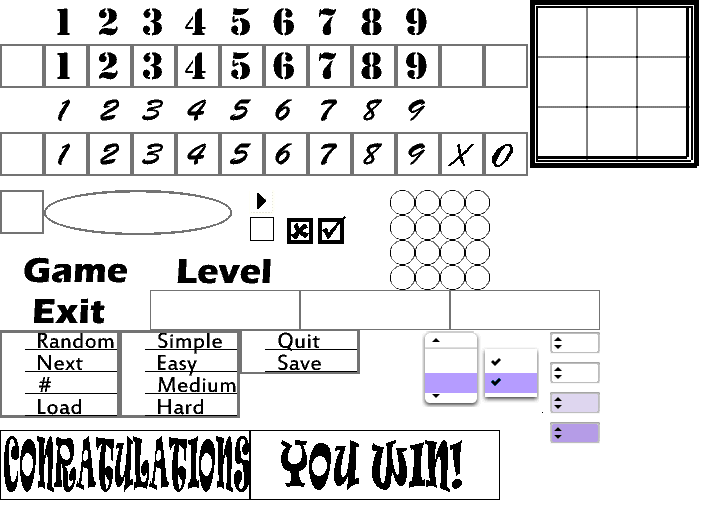 1 2 3 4 5 6 7 8 9
1 2 3 4 5 6 7 8 9
1 2 3 4 5 6 7 8 9
1 2 3 4 5 6 7 8 9 X O
Game Level
Exit
Random Simple Quit
Next Easy Save
# Medium
Load Hard
CONRATULATIONS YOU WIN!